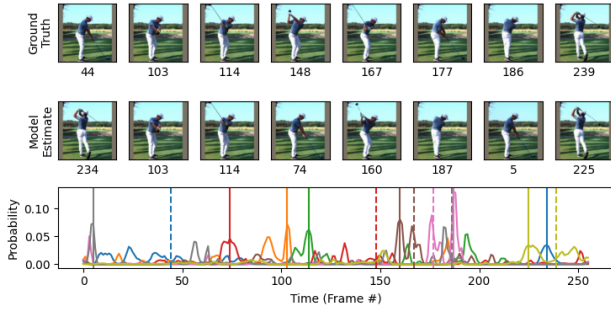 Ground
Truth
44 103 114 148 167 177 186 239
Model
Estimate
234 103 114 74 160 187 5 225
Probability
0.10
0.05
0.00
0 50 100 150 200 250
Time (Frame #)